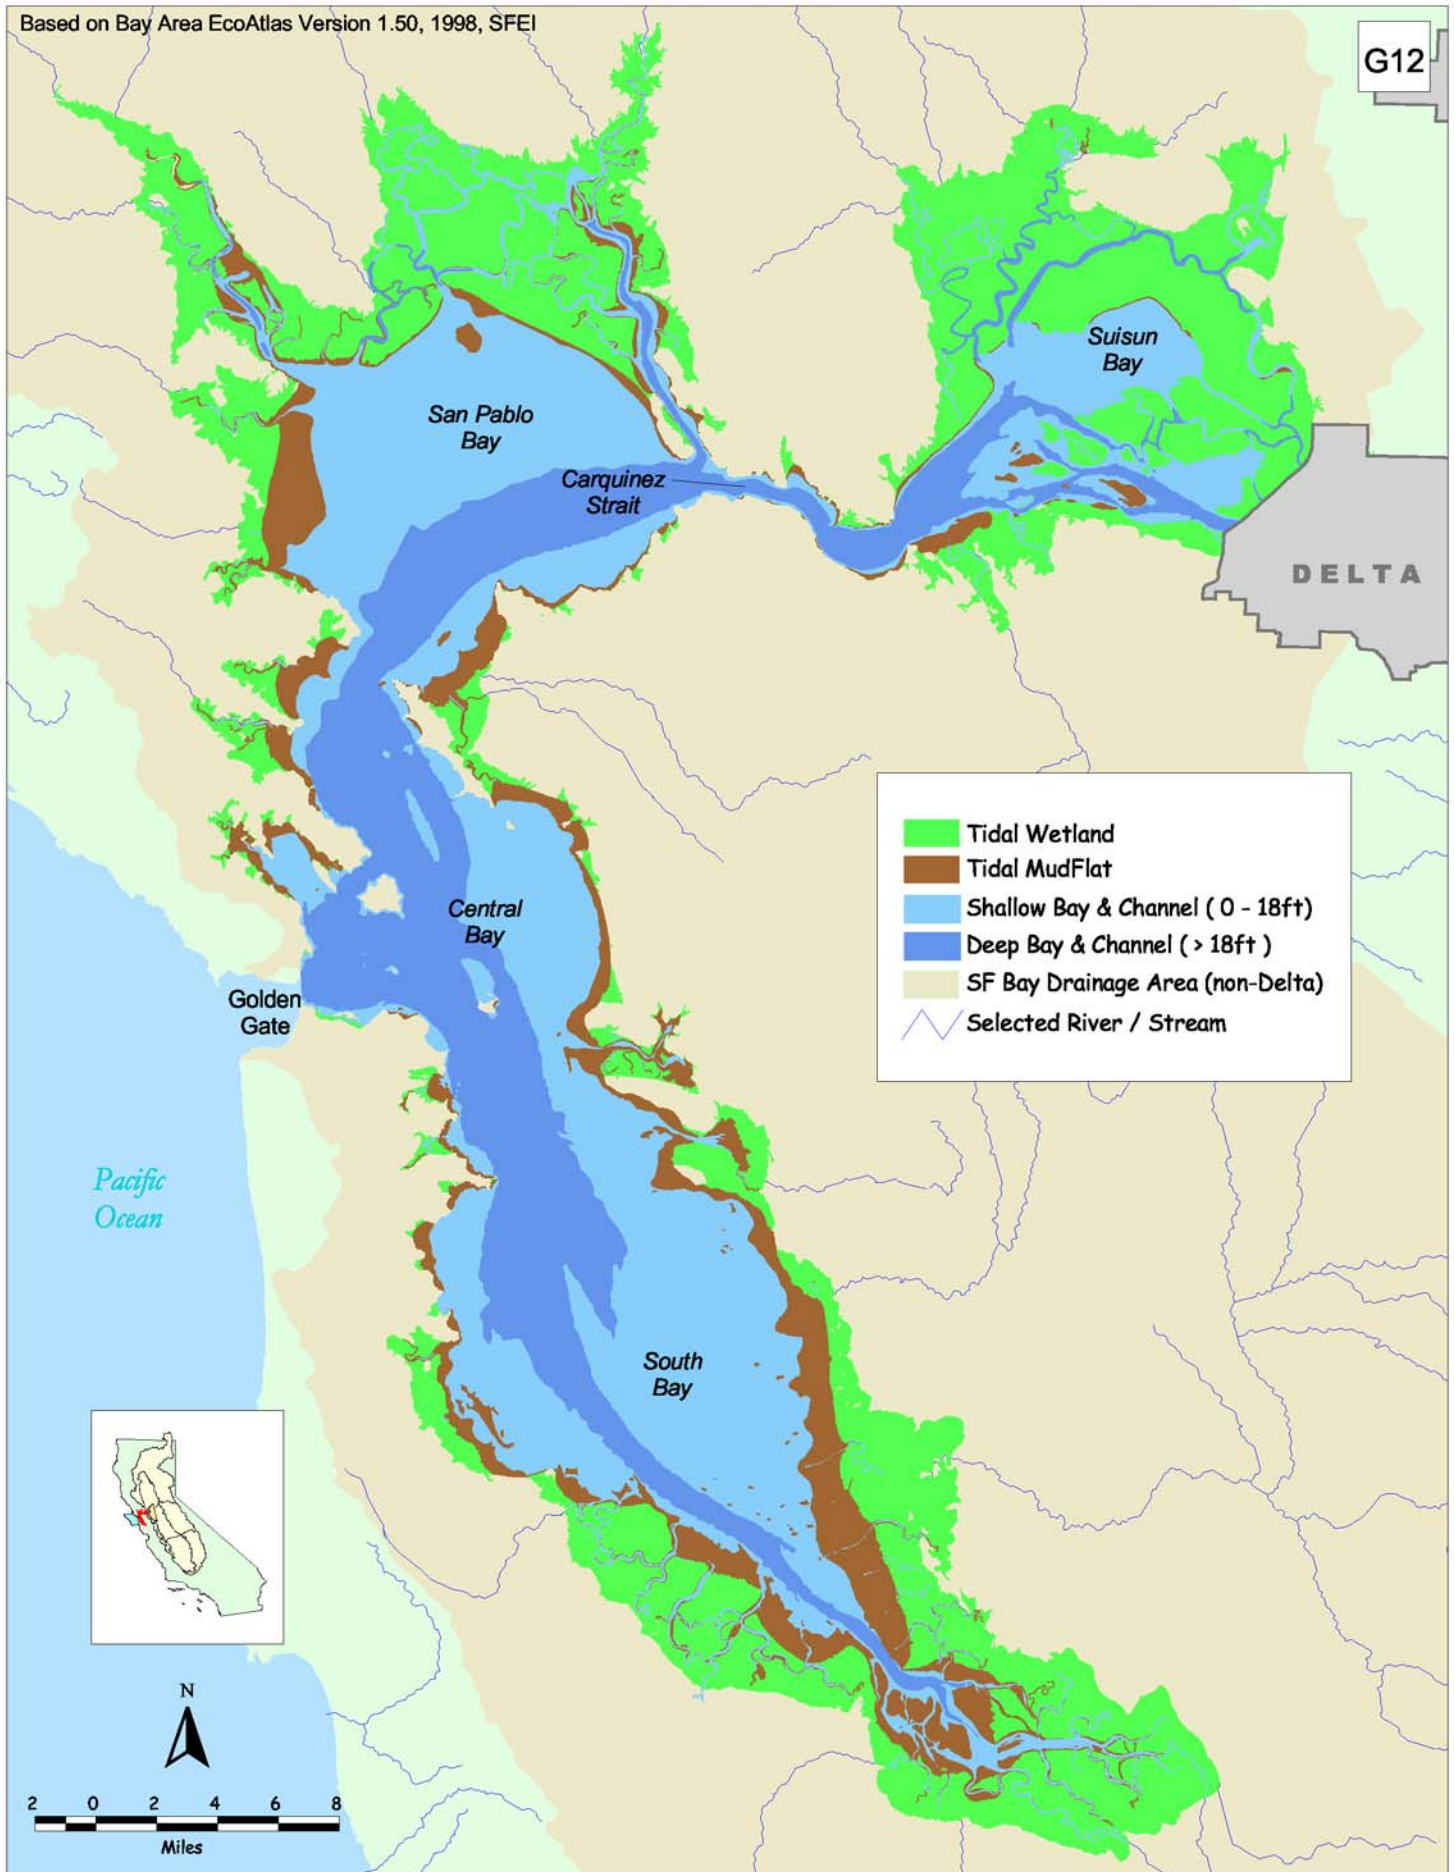 Based on Bay Area EcoAtlas Version 1.50, 1998, SFEI
G12
Suisun
Bay
San Pablo
Bay
Carquinez
Strait
DELTA
Tidal Wetland
Tidal MudFlat
Shallow Bay & Channel ( 0 - 18ft)
Deep Bay & Channel ( > 18ft )
SF Bay Drainage Area (non-Delta)
Selected River / Stream
Central
Bay
Golden
Gate
Pacific
Ocean
South
Bay
N
2 0 2 4 6 8
Miles